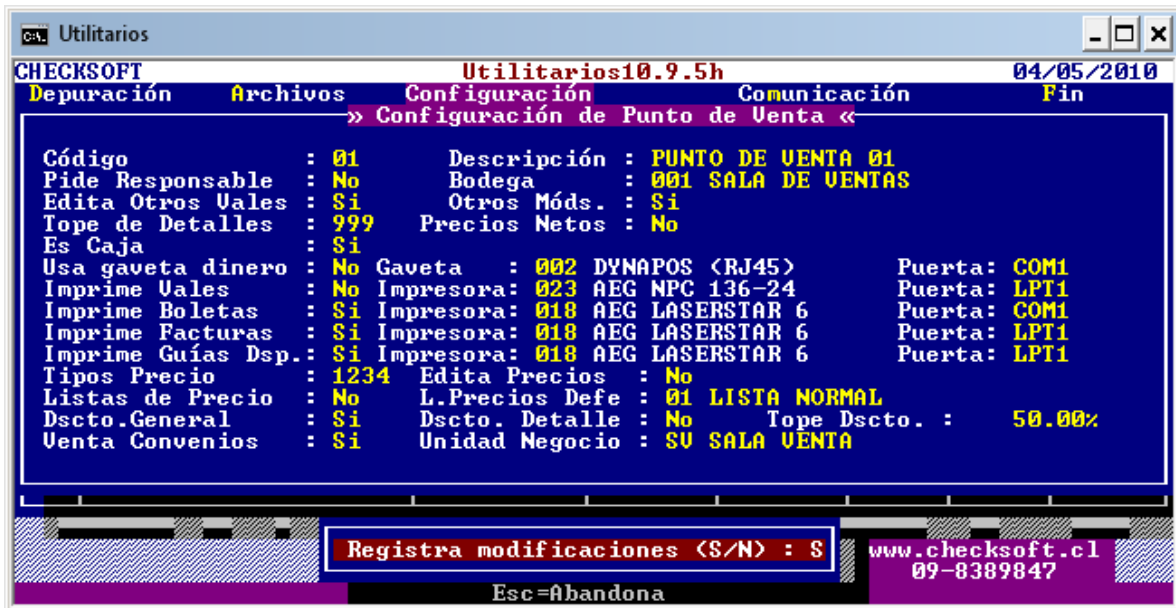 Utilitarios
CHECKSOFT Utilitarios10.9.5h 04/05/2010
Depuración Archivos Configuración Comunicación Fin
» Configuración de Punto de Venta «
Código : 01 Descripción : PUNTO DE VENTA 01
Pide Responsable : No Bodega : 001 SALA DE VENTAS
Edita Otros Vales : Si Otros Móds. : Si
Tope de Detalles : 999 Precios Netos : No
Es Caja : Si
Usa gaveta dinero : No Gaveta : 002 DYNAPOS (RJ45) Puerta: COM1
Imprime Vales : No Impresora: 023 AEG NPC 136-24 Puerta: LPT1
Imprime Boletas : Si Impresora: 018 AEG LASERSTAR 6 Puerta: COM1
Imprime Facturas : Si Impresora: 018 AEG LASERSTAR 6 Puerta: LPT1
Imprime Guías Dsp.: Si Impresora: 018 AEG LASERSTAR 6 Puerta: LPT1
Tipos Precio : 1234 Edita Precios : No
Listas de Precio : No L.Precios Defe : 01 LISTA NORMAL
Dscto.General : Si Dscto. Detalle : No Tope Dscto. : 50.00%
Venta Convenios : Si Unidad Negocio : SV SALA VENTA
Registra modificaciones (S/N) : S
www.checksoft.cl
09-8389847
Esc=Abandona